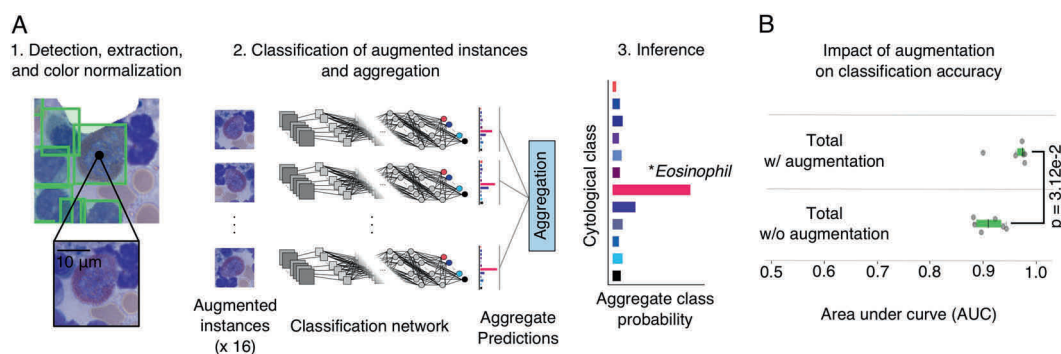 A
1. Detection, extraction,
and color normalization
10 μm
2. Classification of augmented instances
and aggregation
Augmented
instances
(x 16)
Classification network
Aggregate
Predictions
Aggregation
3. Inference
Cytological class
*Eosinophil
Aggregate class
probability
B
Impact of augmentation
on classification accuracy
Total
w/ augmentation
Total
w/o augmentation
p = 3.12e-2
0.5 0.6 0.7 0.8 0.9 1.0
Area under curve (AUC)